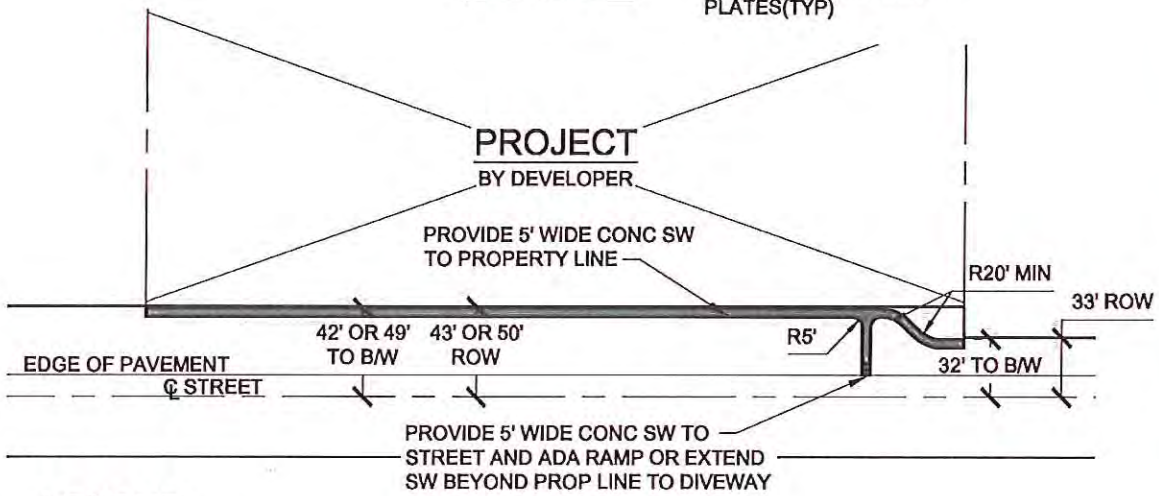 PLATES(TYP)
PROJECT
BY DEVELOPER
PROVIDE 5' WIDE CONC SW
TO PROPERTY LINE
R20' MIN
33' ROW
42' OR 49'
TO B/W
43' OR 50'
ROW
R5'
32' TO B/W
EDGE OF PAVEMENT
℄ STREET
PROVIDE 5' WIDE CONC SW TO
STREET AND ADA RAMP OR EXTEND
SW BEYOND PROP LINE TO DIVEWAY